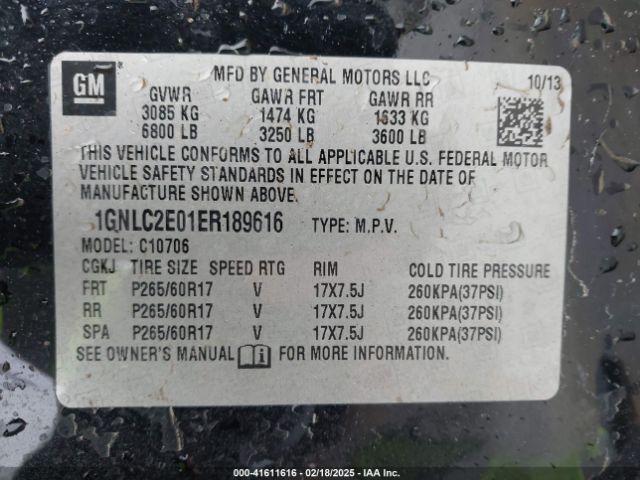 GM
MFD BY GENERAL MOTORS LLC
10/13
GVWR GAWR FRT GAWR RR
3085 KG 1474 KG 1633 KG
6800 LB 3250 LB 3600 LB
THIS VEHICLE CONFORMS TO ALL APPLICABLE U.S. FEDERAL MOTOR
VEHICLE SAFETY STANDARDS IN EFFECT ON THE DATE OF
MANUFACTURE SHOWN ABOVE.
1GNLC2E01ER189616 TYPE: M.P.V.
MODEL: C10706
CGKJ TIRE SIZE SPEED RTG RIM COLD TIRE PRESSURE
FRT P265/60R17 V 17X7.5J 260KPA(37PSI)
RR P265/60R17 V 17X7.5J 260KPA(37PSI)
SPA P265/60R17 V 17X7.5J 260KPA(37PSI)
SEE OWNER'S MANUAL FOR MORE INFORMATION.
000-41611616 - 02/18/2025 - IAA Inc.